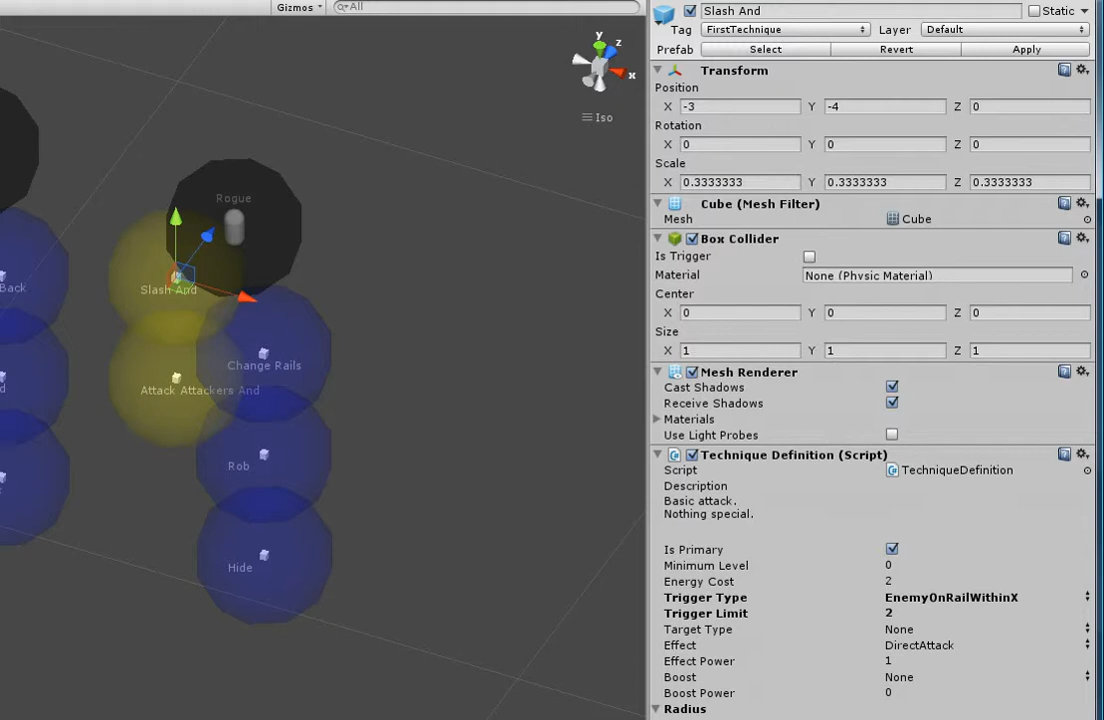 Gizmos
All
y
z
x
Iso
Rogue
Back
Slash And
Change Rails
Attack Attackers And
d
Rob
Hide
Slash And
Static
Tag
FirstTechnique
Layer
Default
Prefab
Select
Revert
Apply
Transform
Position
X -3 Y -4 Z 0
Rotation
X 0 Y 0 Z 0
Scale
X 0.3333333 Y 0.3333333 Z 0.3333333
Cube (Mesh Filter)
Mesh Cube
Box Collider
Is Trigger
Material None (Physic Material)
Center
X 0 Y 0 Z 0
Size
X 1 Y 1 Z 1
Mesh Renderer
Cast Shadows
Receive Shadows
Materials
Use Light Probes
Technique Definition (Script)
Script TechniqueDefinition
Description
Basic attack.
Nothing special.
Is Primary
Minimum Level 0
Energy Cost 2
Trigger Type EnemyOnRailWithinX
Trigger Limit 2
Target Type None
Effect DirectAttack
Effect Power 1
Boost None
Boost Power 0
Radius